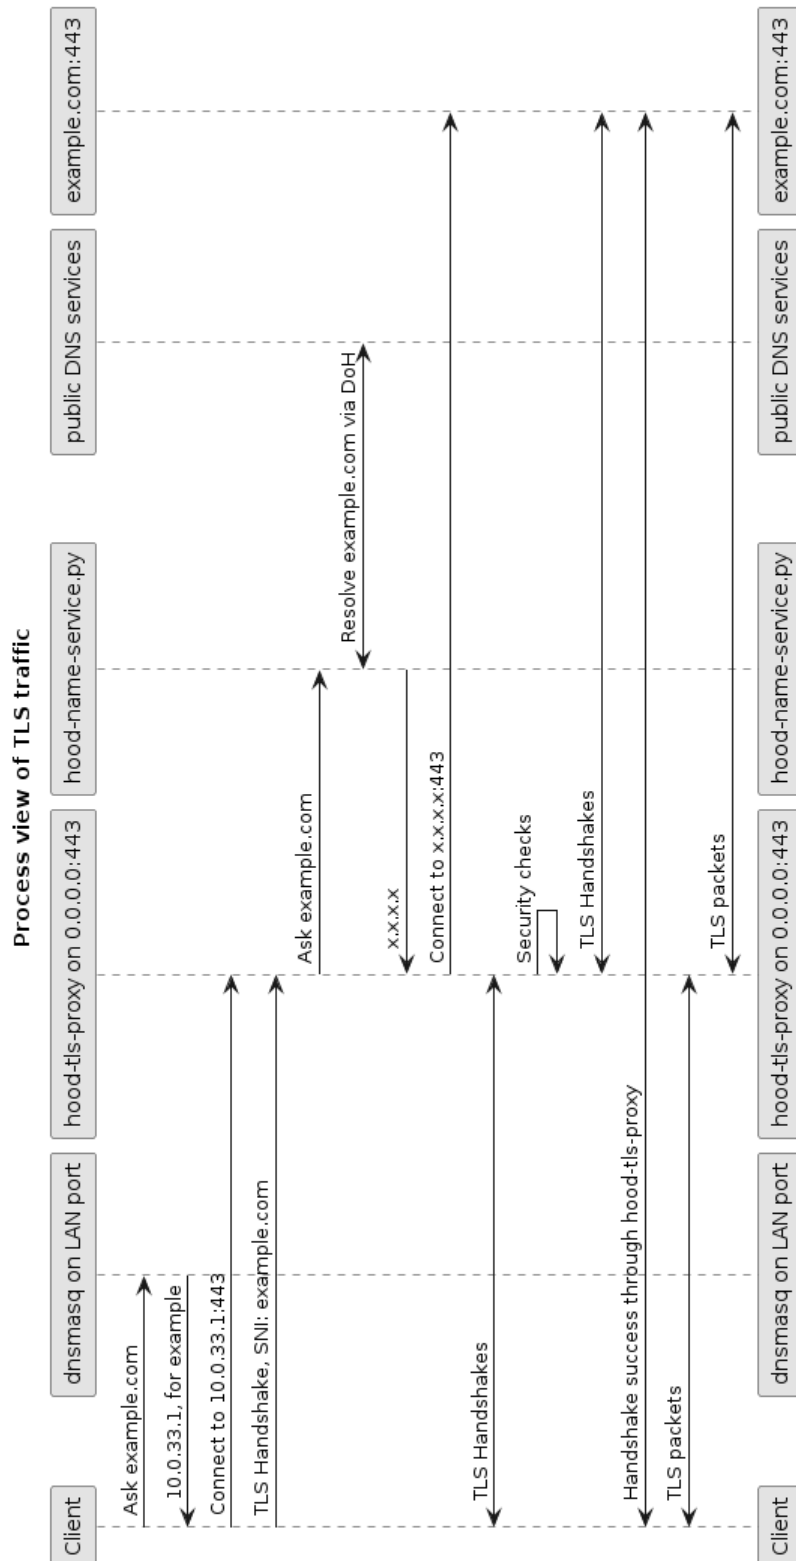 Process view of TLS traffic
Client
dnsmasq on LAN port
hood-tls-proxy on 0.0.0.0:443
hood-name-service.py
public DNS services
example.com:443
Ask example.com
10.0.33.1, for example
Connect to 10.0.33.1:443
TLS Handshake, SNI: example.com
Ask example.com
Resolve example.com via DoH
x.x.x.x
Connect to x.x.x.x:443
TLS Handshakes
Security checks
TLS Handshakes
Handshake success through hood-tls-proxy
TLS packets
TLS packets
Client
dnsmasq on LAN port
hood-tls-proxy on 0.0.0.0:443
hood-name-service.py
public DNS services
example.com:443